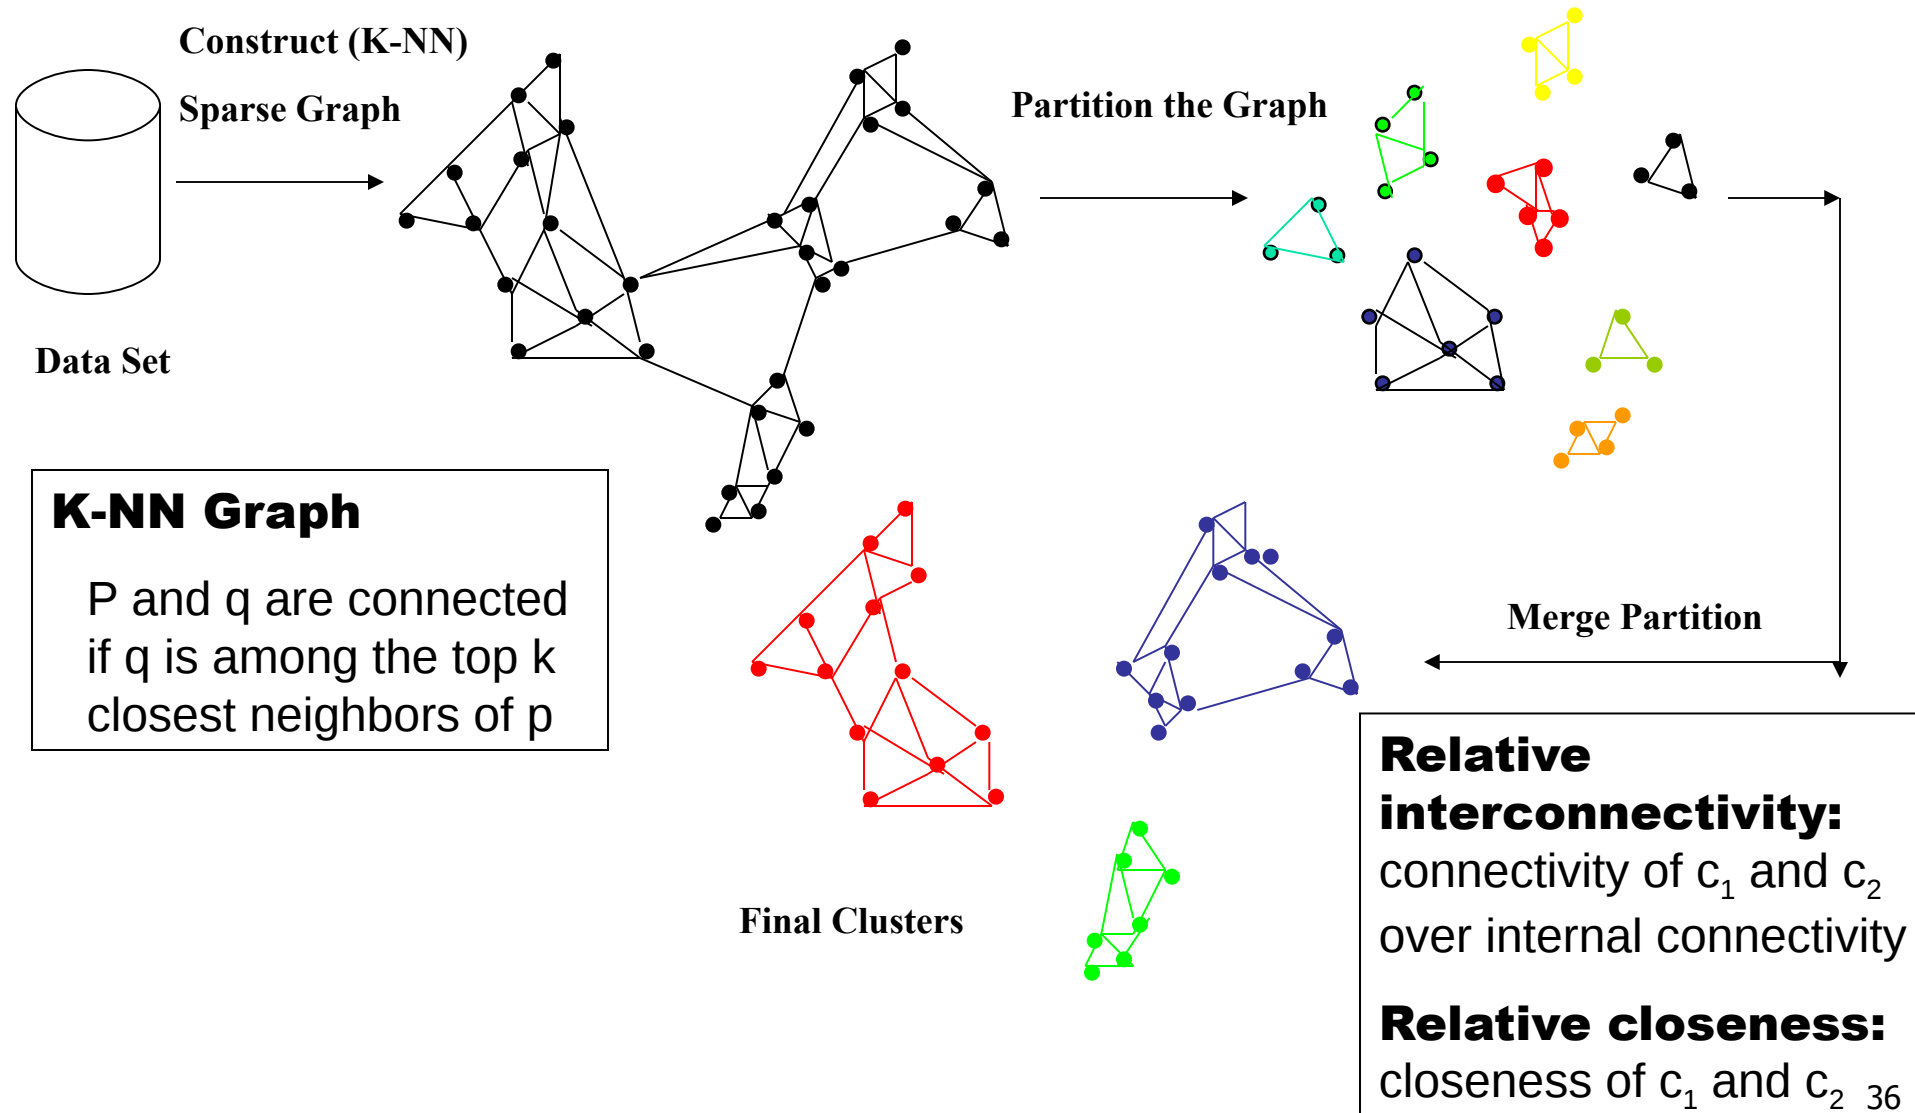 Construct (K-NN)
Sparse Graph
Partition the Graph
Data Set
K-NN Graph
P and q are connected
if q is among the top k
closest neighbors of p
Merge Partition
Final Clusters
Relative
interconnectivity:
connectivity of c1 and c2
over internal connectivity
Relative closeness:
closeness of c1 and c2
36